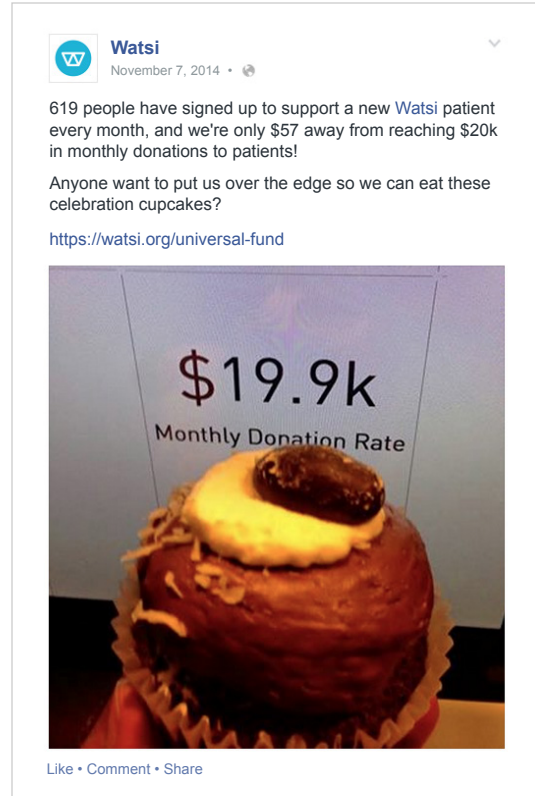 Watsi
November 7, 2014 •
619 people have signed up to support a new Watsi patient
every month, and we're only $57 away from reaching $20k
in monthly donations to patients!
Anyone want to put us over the edge so we can eat these
celebration cupcakes?
https://watsi.org/universal-fund
$19.9k
Monthly Donation Rate
Like • Comment • Share